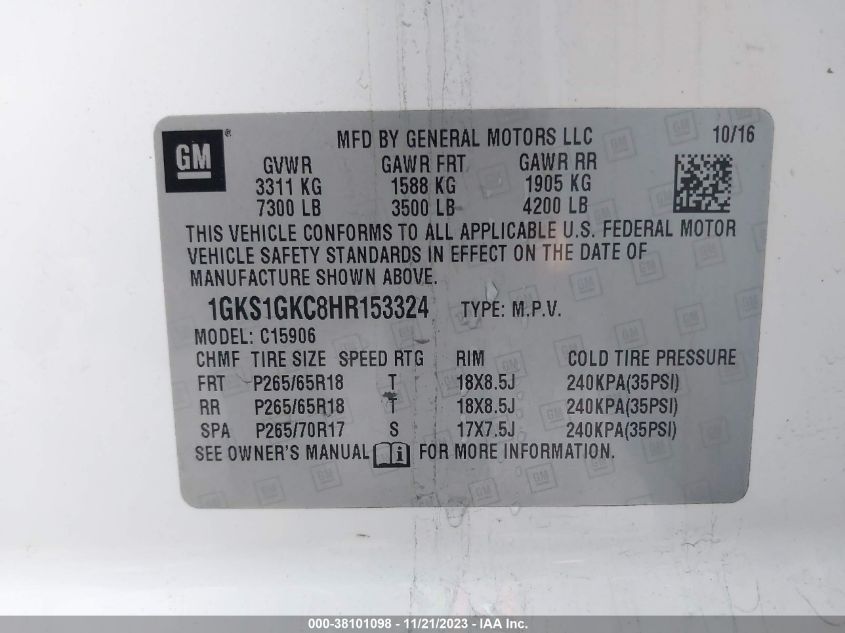 GM® MFD BY GENERAL MOTORS LLC 10/16
GVWR GAWR FRT GAWR RR
3311 KG 1588 KG 1905 KG
7300 LB 3500 LB 4200 LB
THIS VEHICLE CONFORMS TO ALL APPLICABLE U.S. FEDERAL MOTOR
VEHICLE SAFETY STANDARDS IN EFFECT ON THE DATE OF
MANUFACTURE SHOWN ABOVE.
1GKS1GKC8HR153324 TYPE: M.P.V.
MODEL: C15906
CHMF TIRE SIZE SPEED RTG RIM COLD TIRE PRESSURE
FRT P265/65R18 T 18X8.5J 240KPA(35PSI)
RR P265/65R18 T 18X8.5J 240KPA(35PSI)
SPA P265/70R17 S 17X7.5J 240KPA(35PSI)
SEE OWNER'S MANUAL i FOR MORE INFORMATION.
000-38101098 - 11/21/2023 - IAA Inc.